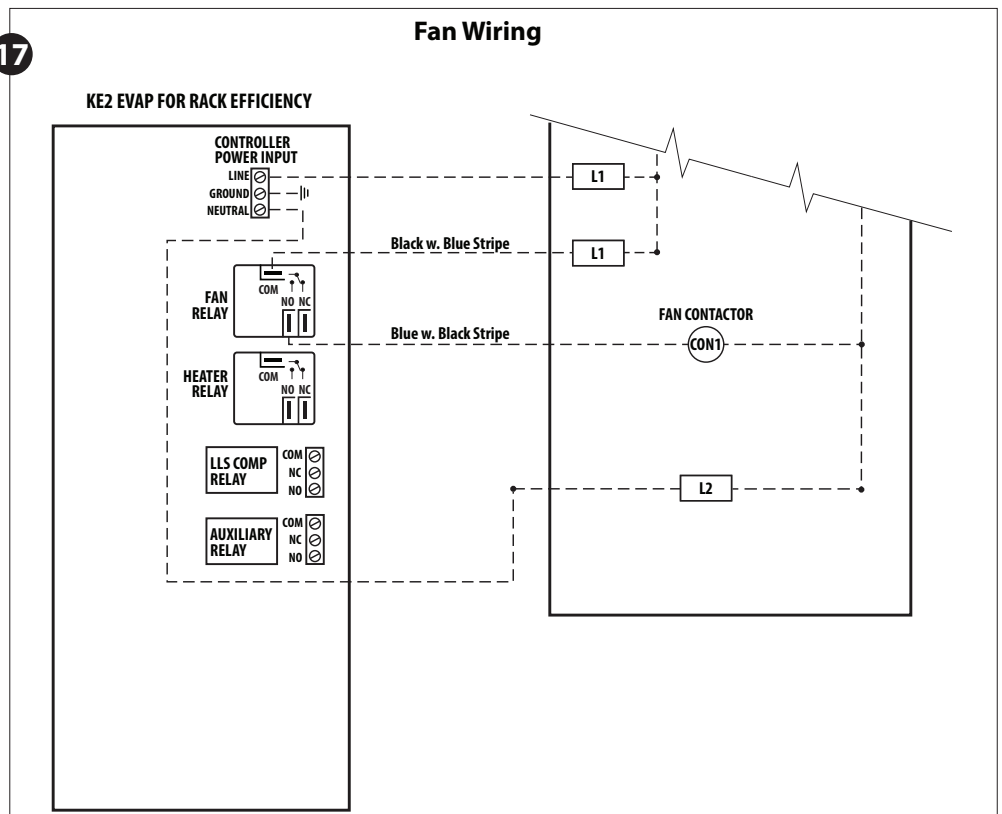 Fan Wiring
17
KE2 EVAP FOR RACK EFFICIENCY
CONTROLLER
POWER INPUT
LINE
GROUND
NEUTRAL
L1
Black w. Blue Stripe
L1
COM
NO NC
FAN
RELAY
Blue w. Black Stripe
FAN CONTACTOR
CON1
COM
NO NC
HEATER
RELAY
LLS COMP
RELAY
COM
NC
NO
L2
AUXILIARY
RELAY
COM
NC
NO